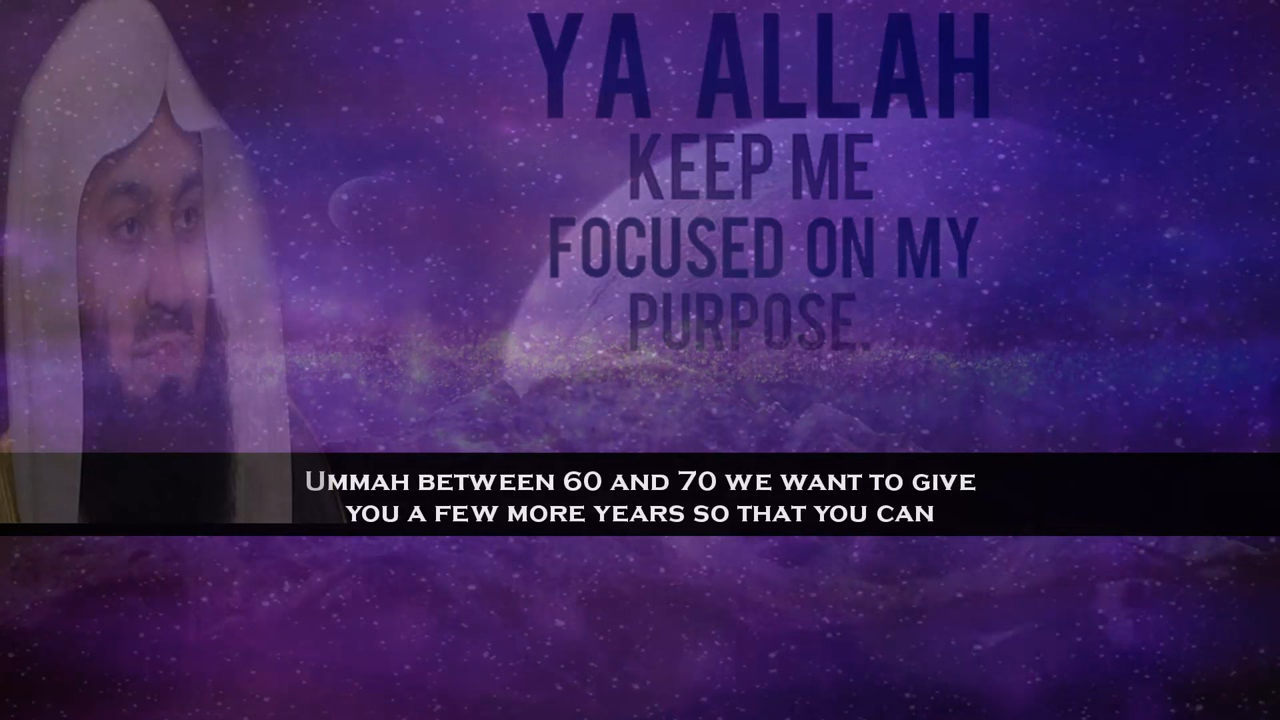 YA ALLAH
KEEP ME
FOCUSED ON MY
PURPOSE.
UMMAH BETWEEN 60 AND 70 WE WANT TO GIVE
YOU A FEW MORE YEARS SO THAT YOU CAN